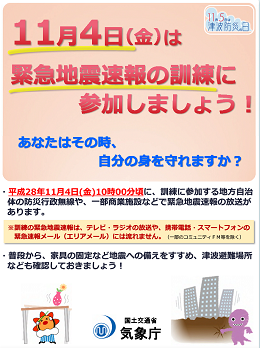 11月5日は
津波防災の日
11月4日(金)は
緊急地震速報の訓練に
参加しましょう！
あなたはその時、
自分の身を守れますか？
・平成28年11月4日(金)10時00分頃に、訓練に参加する地方自治
体の防災行政無線や、一部商業施設などで緊急地震速報の放送が
あります。
※訓練の緊急地震速報は、テレビ・ラジオの放送や、携帯電話・スマートフォンの
緊急速報メール（エリアメール）には流れません。（一部のコミュニティFM等を除く）
・普段から、家具の固定など地震への備えをすすめ、津波避難場所
なども確認しておきましょう！
国土交通省
気象庁